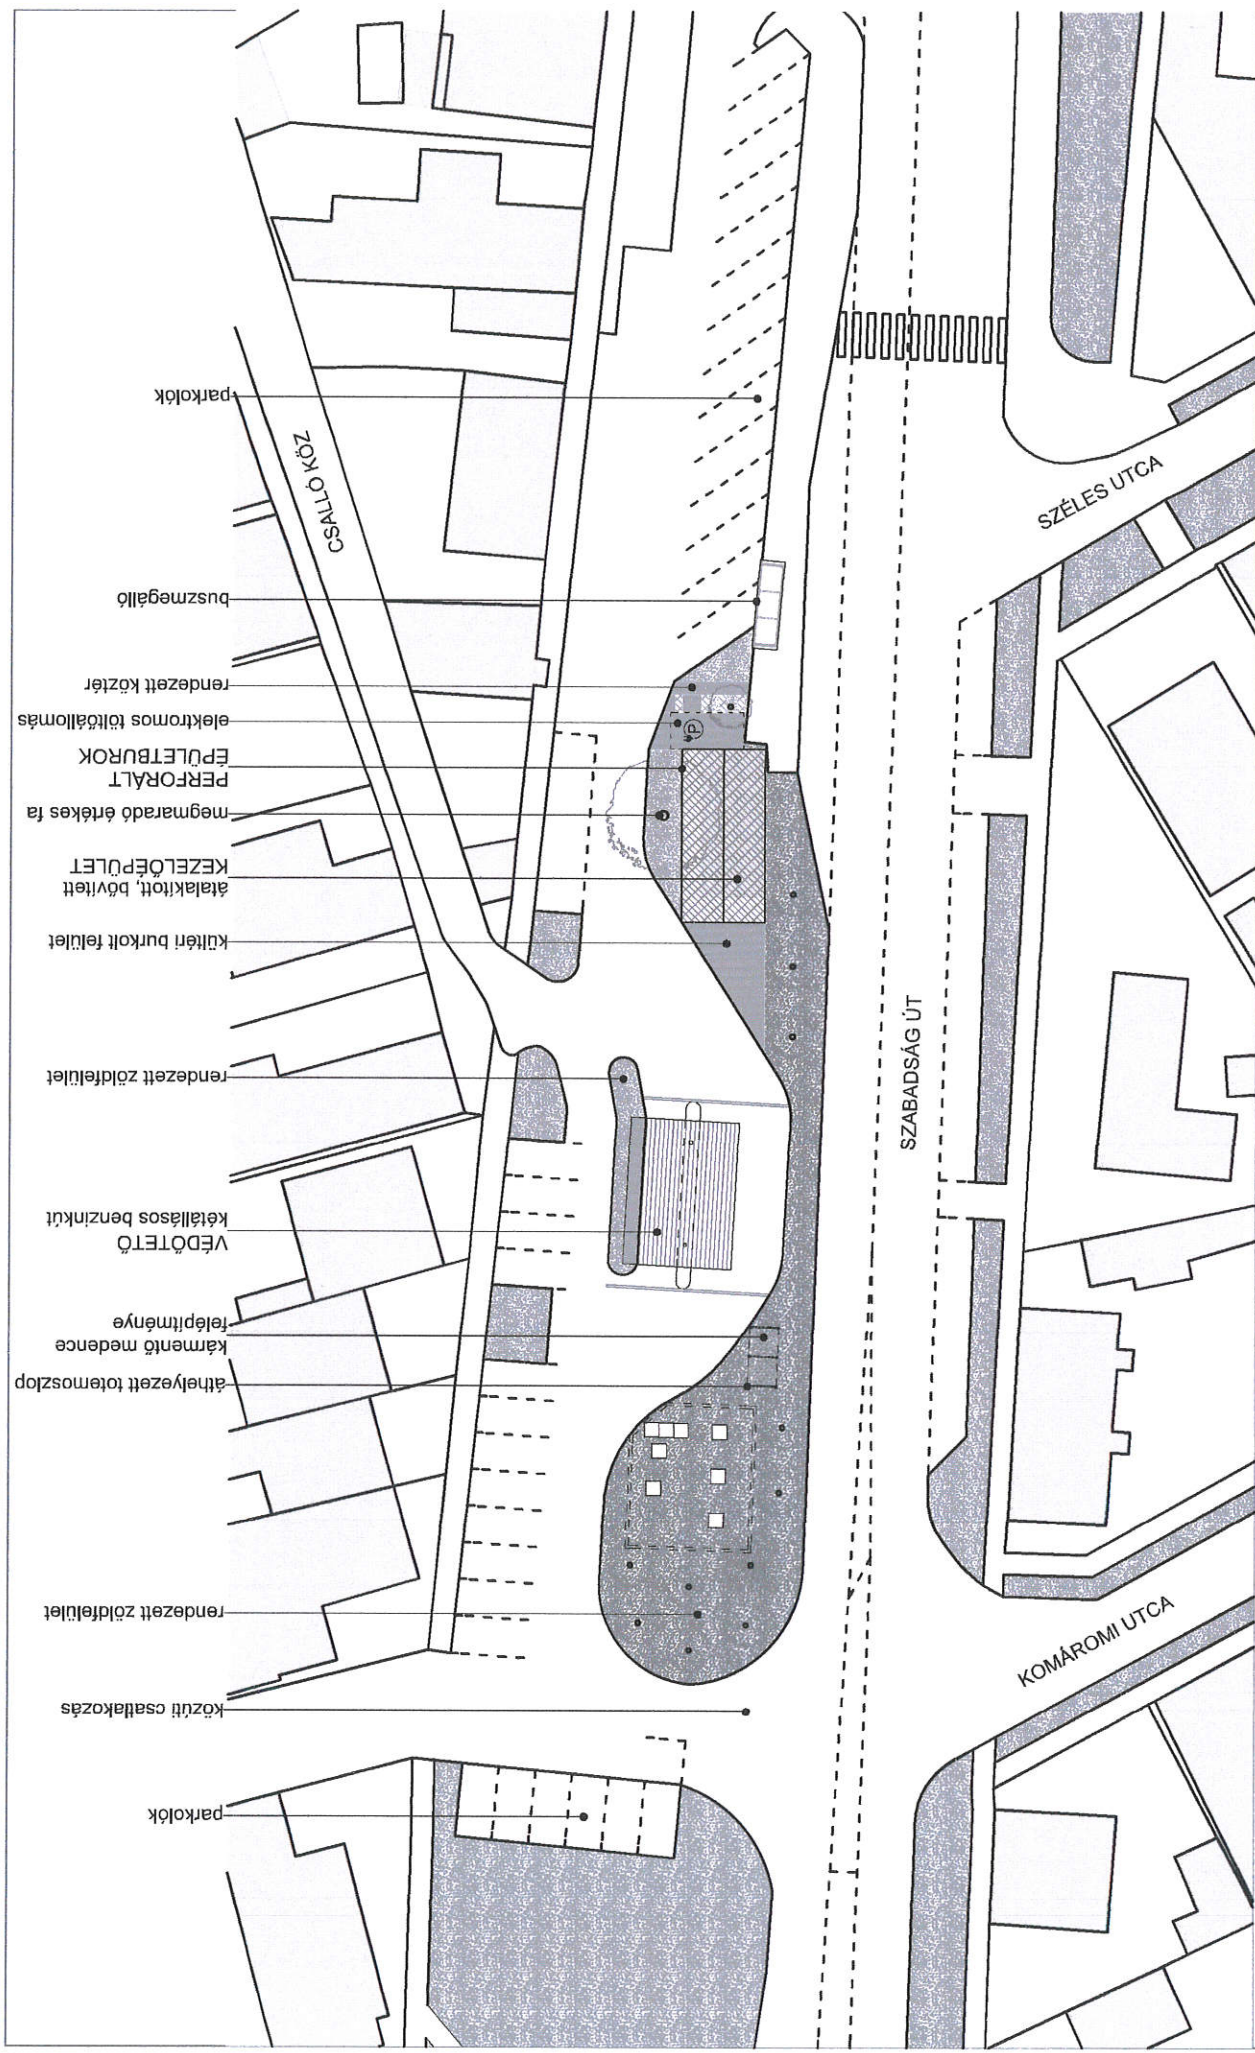 parkolók
buszmegálló
rendezett köztér
elektromos töltőállomás
PERFORÁLT
ÉPÜLETBUROK
megmaradó értékes fa
átalakított, bővített
KEZELŐÉPÜLET
kültéri burkolt felület
rendezett zöldfelület
VÉDŐTETŐ
kétállásos benzinkút
kármentő medence
felépítménye
áthelyezett totemoszlop
rendezett zöldfelület
közúti csatlakozás
parkolók
CSALLÓ KÖZ
SZÉLES UTCA
SZABADSÁG ÚT
KOMÁROMI UTCA
P